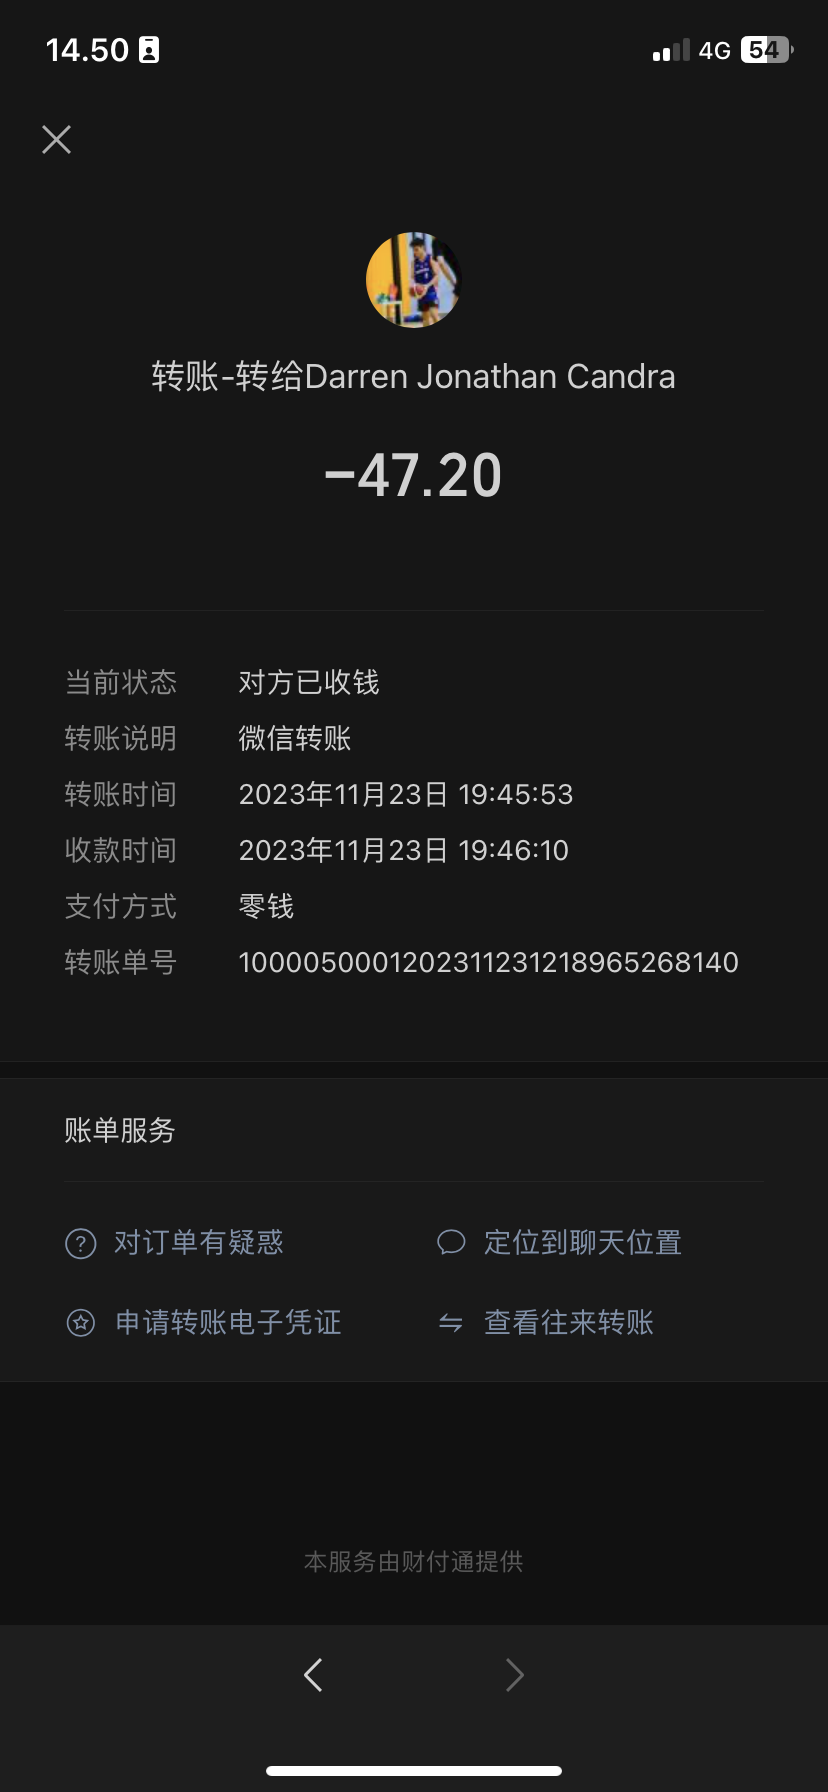 14.50
4G
54
转账-转给Darren Jonathan Candra
-47.20
当前状态 对方已收钱
转账说明 微信转账
转账时间 2023年11月23日 19:45:53
收款时间 2023年11月23日 19:46:10
支付方式 零钱
转账单号 1000050001202311231218965268140
账单服务
对订单有疑惑 定位到聊天位置
申请转账电子凭证 查看往来转账
本服务由财付通提供